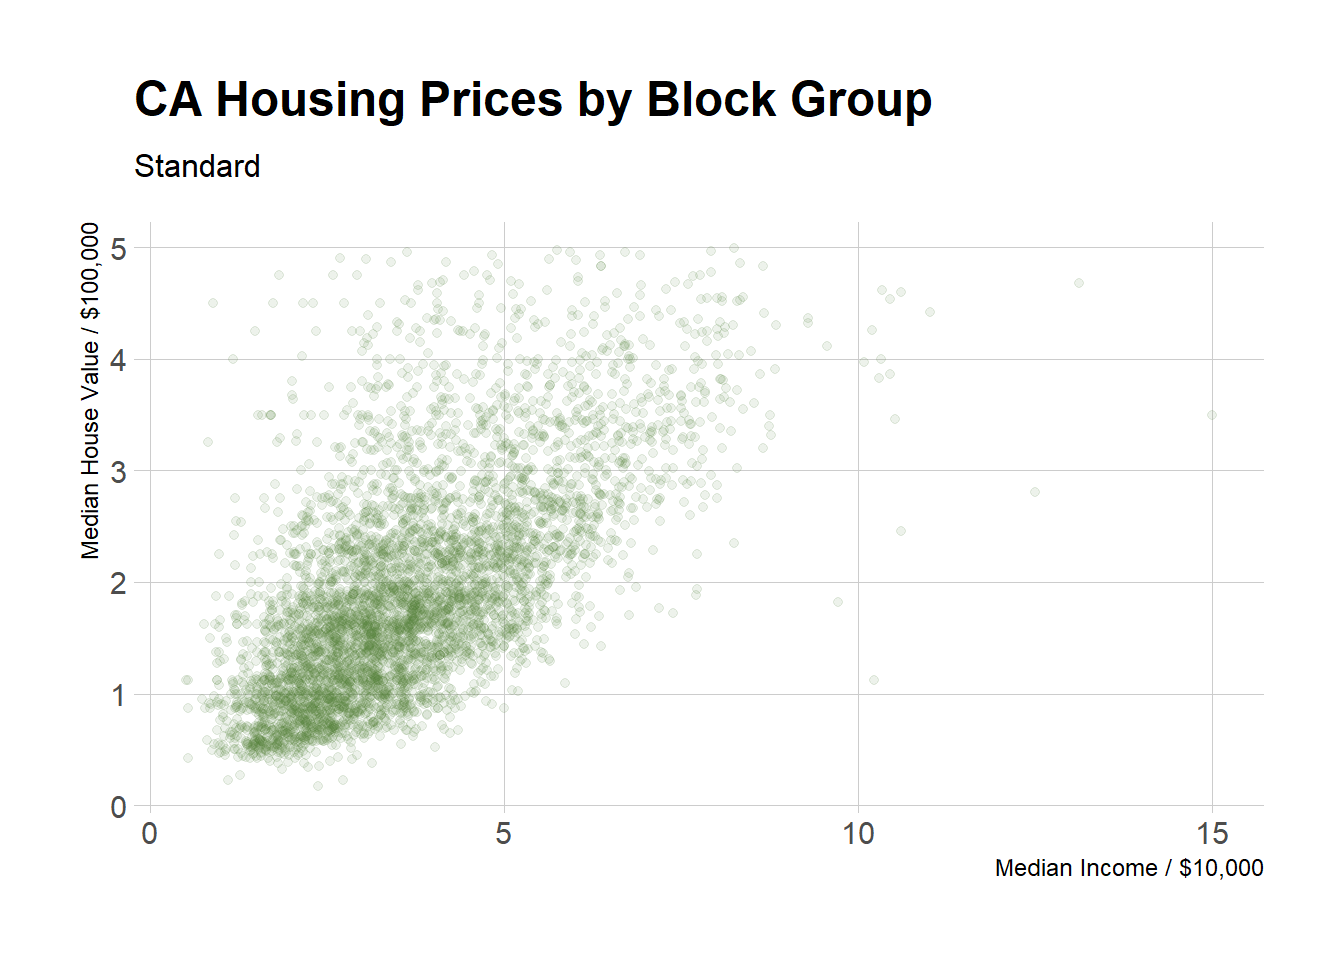 CA Housing Prices by Block Group
Standard
Median House Value / $100,000
5
4
3
2
1
0
0 5 10 15
Median Income / $10,000